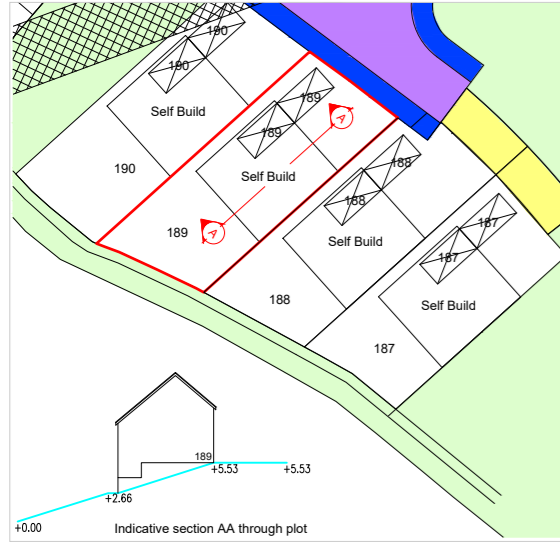 190
190
Self Build
190
189
189
A
Self Build
189
A
188
188
Self Build
188
187
187
Self Build
187
189
+5.53
+5.53
+2.66
+0.00
Indicative section AA through plot